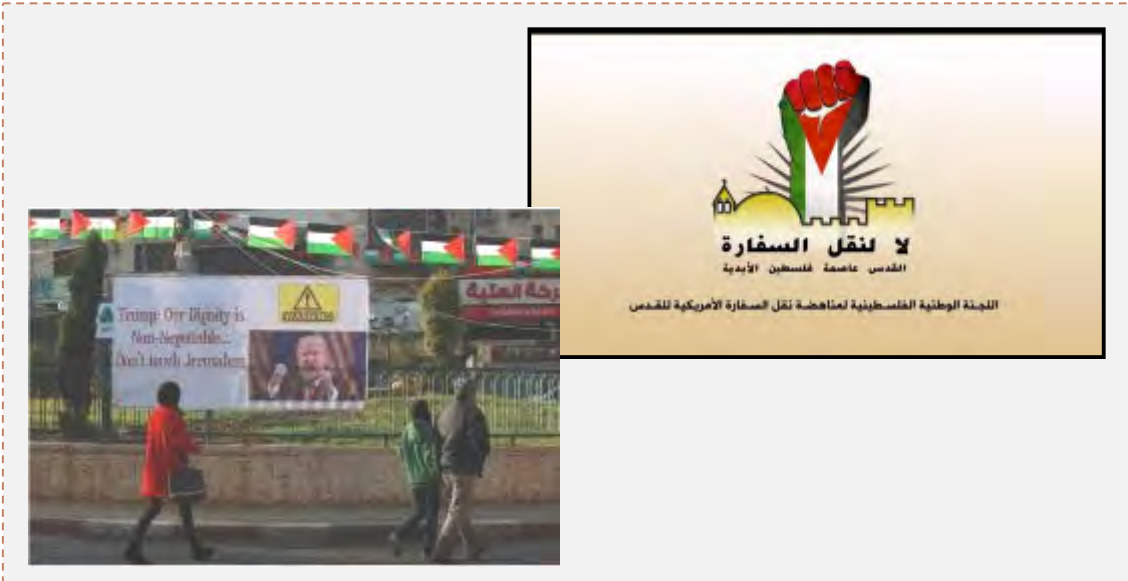 لا لنقل السفارة
القدس عاصمة فلسطين الأبدية
اللجنة الوطنية الفلسطينية لمناهضة نقل السفارة الأمريكية للقدس
Trump: Our Dignity is
Non-Negotiable...
Don't touch Jerusalem